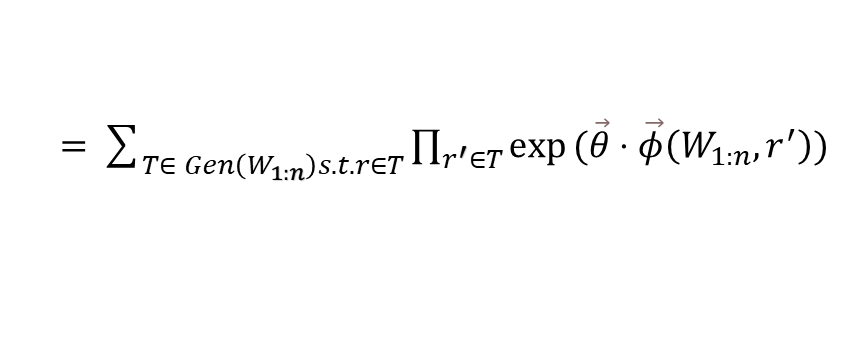 = ∑_{T∈ Gen(W_{1:n})s.t.r∈T} ∏_{r′∈T} exp (θ⃗ · ϕ⃗(W_{1:n}, r′))